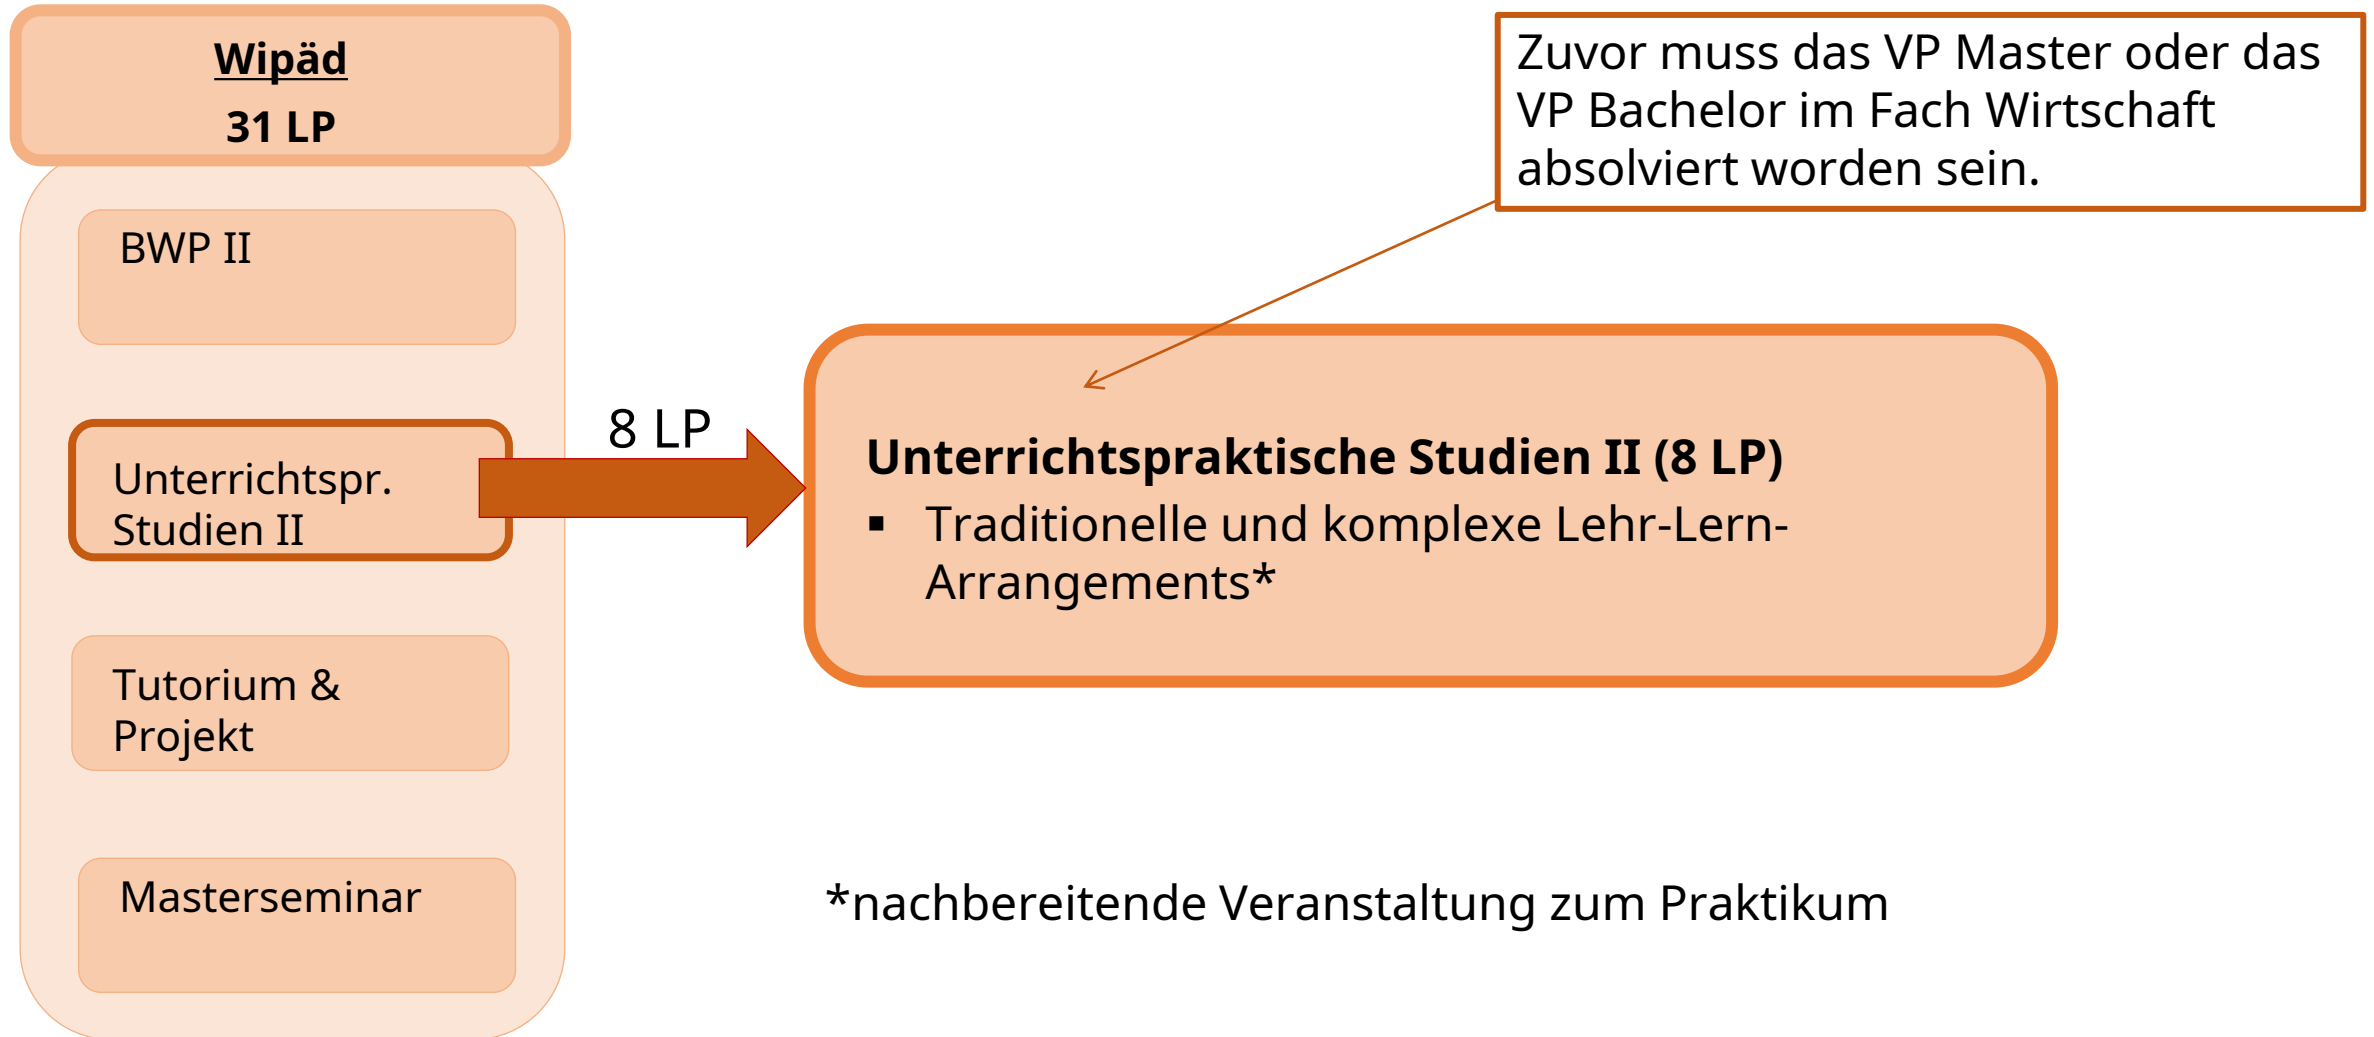 Wipäd
31 LP
BWP II
Unterrichtspr.
Studien II
Tutorium &
Projekt
Masterseminar
8 LP
Zuvor muss das VP Master oder das
VP Bachelor im Fach Wirtschaft
absolviert worden sein.
Unterrichtspraktische Studien II (8 LP)
▪ Traditionelle und komplexe Lehr-Lern-
Arrangements*
*nachbereitende Veranstaltung zum Praktikum